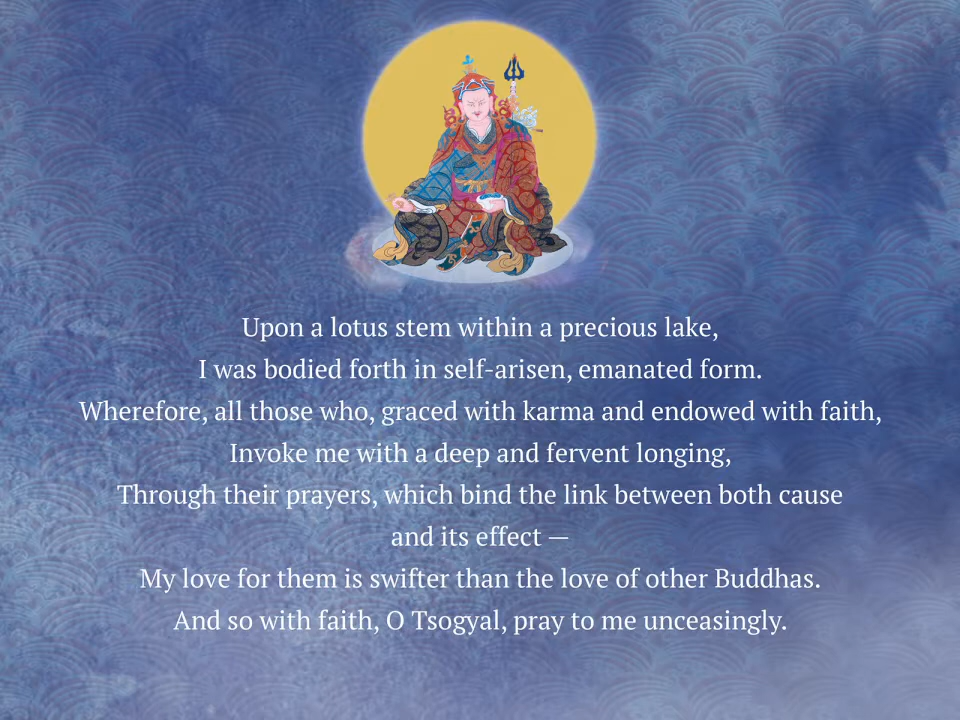 Upon a lotus stem within a precious lake,
I was bodied forth in self-arisen, emanated form.
Wherefore, all those who, graced with karma and endowed with faith,
Invoke me with a deep and fervent longing,
Through their prayers, which bind the link between both cause
and its effect —
My love for them is swifter than the love of other Buddhas.
And so with faith, O Tsogyal, pray to me unceasingly.